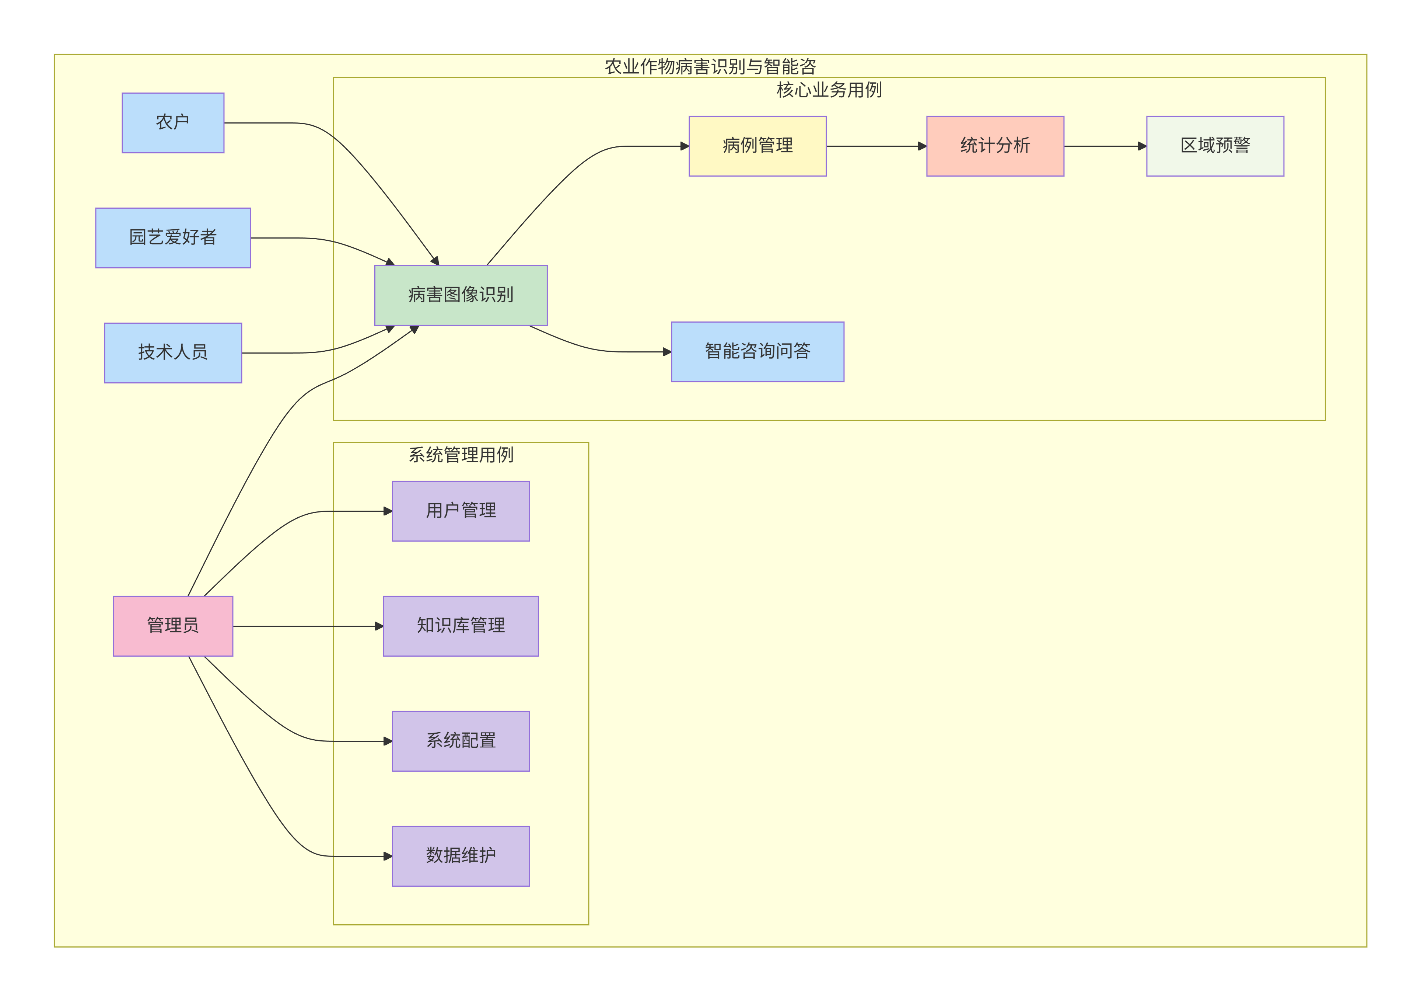 农业作物病害识别与智能咨
核心业务用例
农户
病例管理
统计分析
区域预警
园艺爱好者
病害图像识别
技术人员
智能咨询问答
系统管理用例
用户管理
管理员
知识库管理
系统配置
数据维护